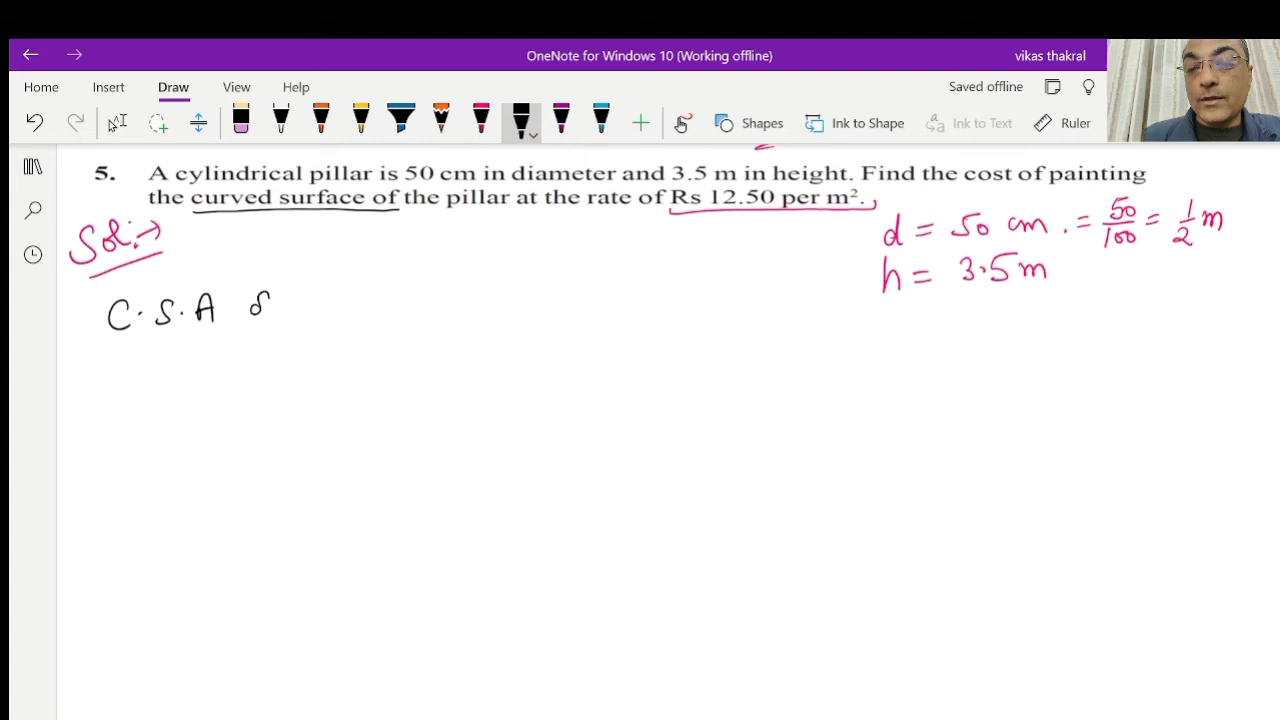 OneNote for Windows 10 (Working offline)
vikas thakral
Home Insert Draw View Help
Saved offline
Shapes Ink to Shape Ink to Text Ruler
5. A cylindrical pillar is 50 cm in diameter and 3.5 m in height. Find the cost of painting
the curved surface of the pillar at the rate of Rs 12.50 per m².
Sol:→
d = 50 cm. = 50/100 = 1/2 m
h = 3.5 m
C.S.A